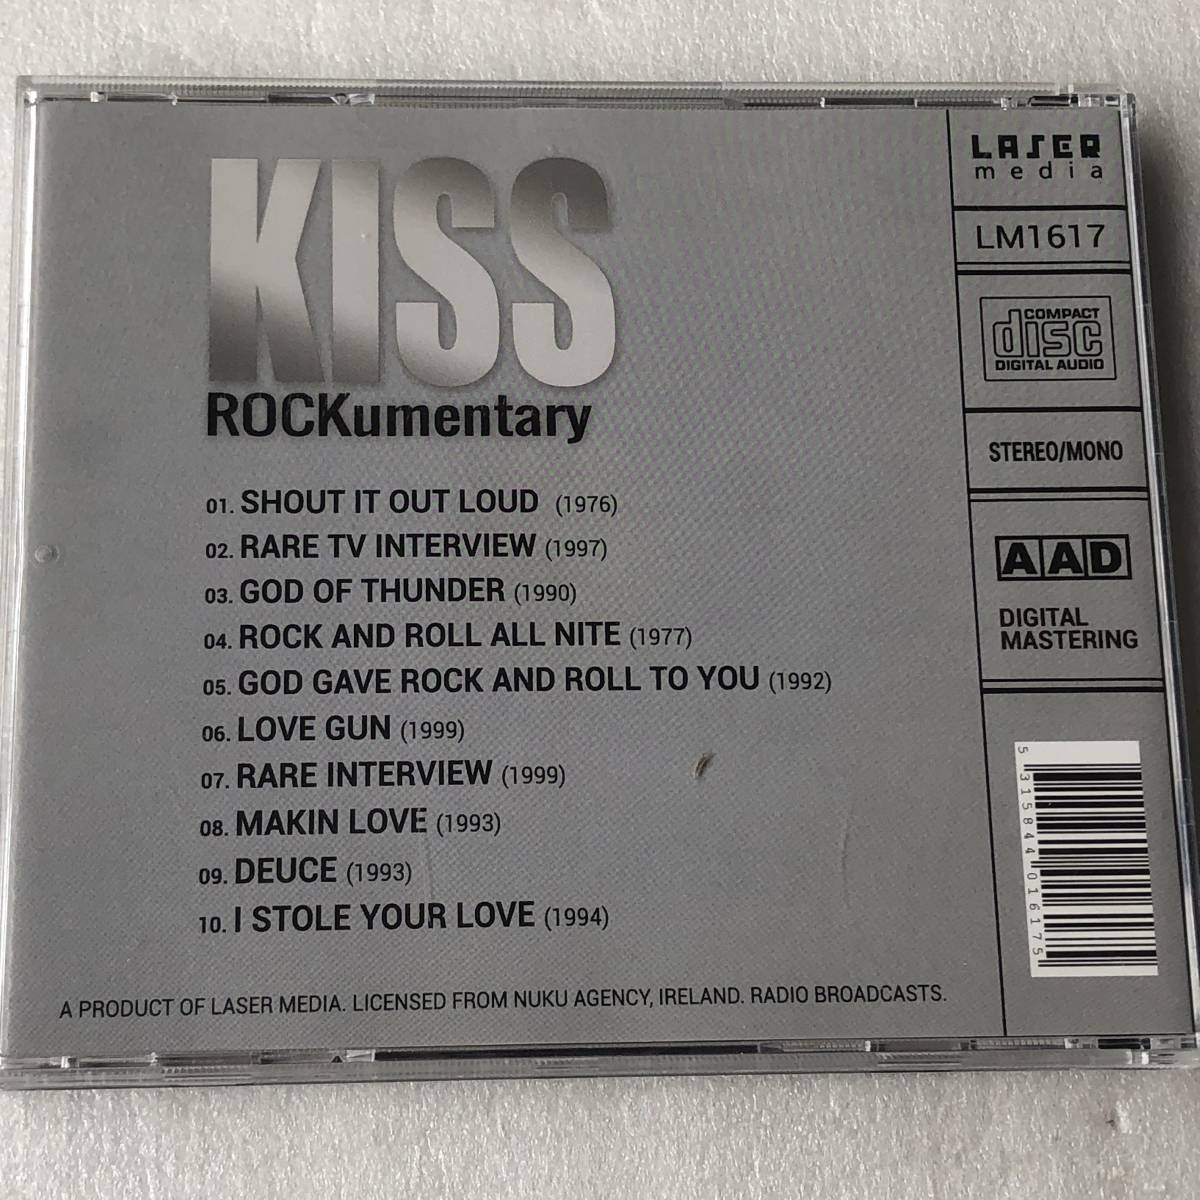 KISS
ROCKumentary
01. SHOUT IT OUT LOUD (1976)
02. RARE TV INTERVIEW (1997)
03. GOD OF THUNDER (1990)
04. ROCK AND ROLL ALL NITE (1977)
05. GOD GAVE ROCK AND ROLL TO YOU (1992)
06. LOVE GUN (1999)
07. RARE INTERVIEW (1999)
08. MAKIN LOVE (1993)
09. DEUCE (1993)
10. I STOLE YOUR LOVE (1994)
A PRODUCT OF LASER MEDIA. LICENSED FROM NUKU AGENCY, IRELAND. RADIO BROADCASTS.
LASER
media
LM1617
COMPACT
disc
DIGITAL AUDIO
STEREO/MONO
AAD
DIGITAL
MASTERING
5 315844 016175